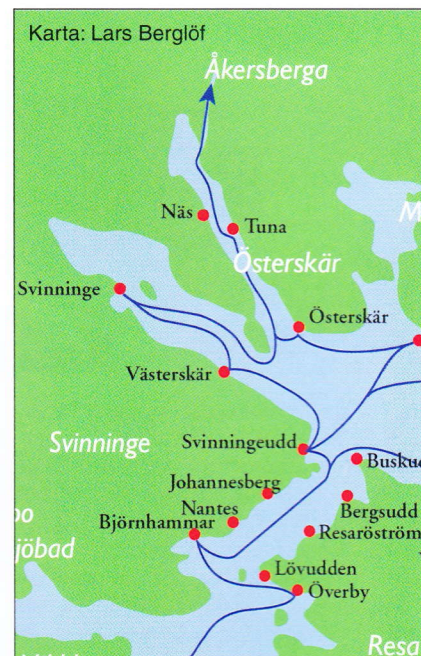 Karta: Lars Berglöf
Åkersberga
Näs
Tuna
Österskär
Svinninge
Österskär
Västerskär
Svinninge
Svinningeudd
Johannesberg
Nantes
Björnhammar
Bergsudd
Resaröström
jöbad
Lövudden
Överby